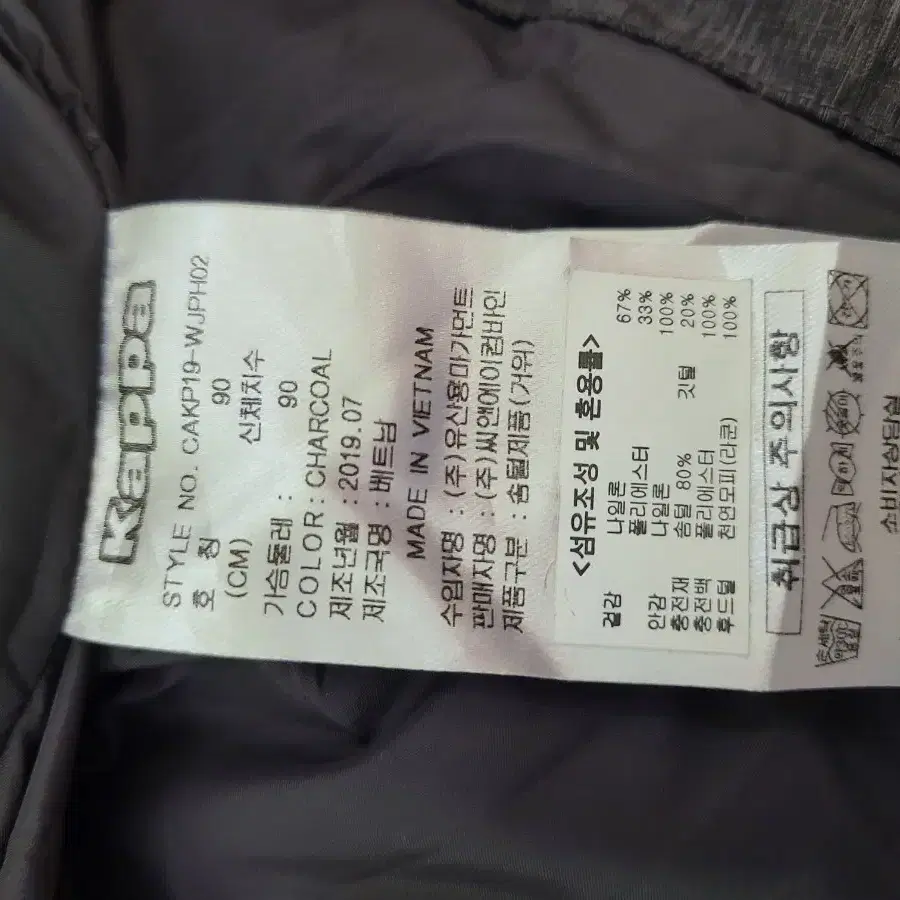 Kappa
STYLE NO. CAKP19-WJPH02
호 칭 90
(CM) 신체치수
가슴둘레 : 90
COLOR : CHARCOAL
제조년월 : 2019.07
제조국명 : 베트남
MADE IN VIETNAM
수입자명 : (주)유산용마가먼트
판매자명 : (주)씨앤에이컴바인
제품구분 : 솜털제품(거위)
<섬유조성 및 혼용률>
겉감 나일론 67%
폴리에스터 33%
안감 나일론 100%
충전재 솜털 80% 깃털 20%
충전백 폴리에스터 100%
후드털 천연모피(라쿤) 100%
취급상 주의사항
손세탁
소비자상담실